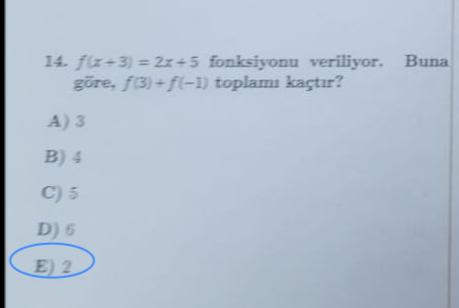 14. f(x+3) = 2x+5 fonksiyonu veriliyor. Buna
göre, f(3)+f(−1) toplamı kaçtır?
A) 3
B) 4
C) 5
D) 6
E) 2